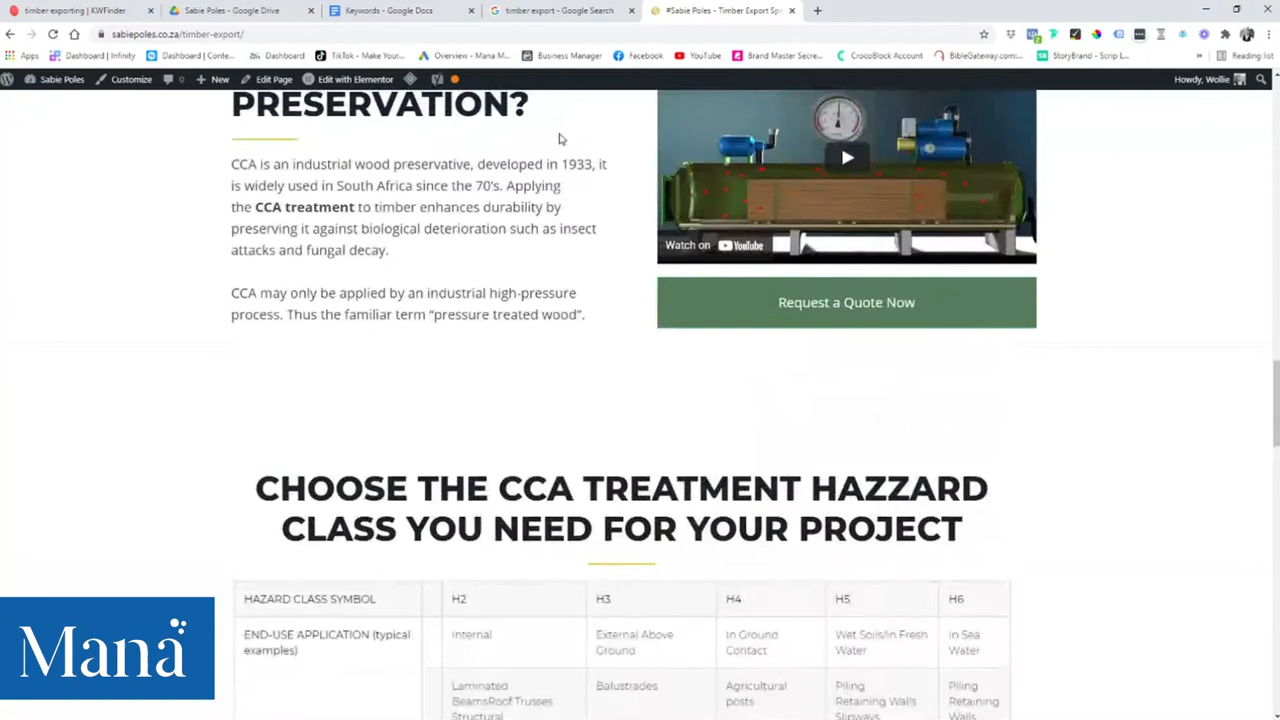 timber exporting | KWFinder
Sabie Poles - Google Drive
Keywords - Google Docs
timber export - Google Search
#Sabie Poles - Timber Export Sp
sabiepoles.co.za/timber-export/
Apps
Dashboard | Infinity
Dashboard | Conte...
Dashboard
TikTok - Make Your...
Overview - Mana M...
Business Manager
Facebook
YouTube
Brand Master Secre...
CrocoBlock Account
BibleGateway.com:...
StoryBrand - Scrip L...
Reading list
Sabie Poles
Customize
0
New
Edit Page
Edit with Elementor
Howdy, Wollie
PRESERVATION?
CCA is an industrial wood preservative, developed in 1933, it
is widely used in South Africa since the 70's. Applying
the CCA treatment to timber enhances durability by
preserving it against biological deterioration such as insect
attacks and fungal decay.
CCA may only be applied by an industrial high-pressure
process. Thus the familiar term “pressure treated wood”.
Watch on YouTube
Request a Quote Now
CHOOSE THE CCA TREATMENT HAZZARD
CLASS YOU NEED FOR YOUR PROJECT
HAZARD CLASS SYMBOL H2 H3 H4 H5 H6
END-USE APPLICATION (typical Internal External Above In Ground Wet Soils/in Fresh in Sea
examples) Ground Contact Water Water
Laminated Balustrades Agricultural Piling Piling
BeamsRoof Trusses posts Retaining Walls Retaining
Structural Slipways Walls
Mana